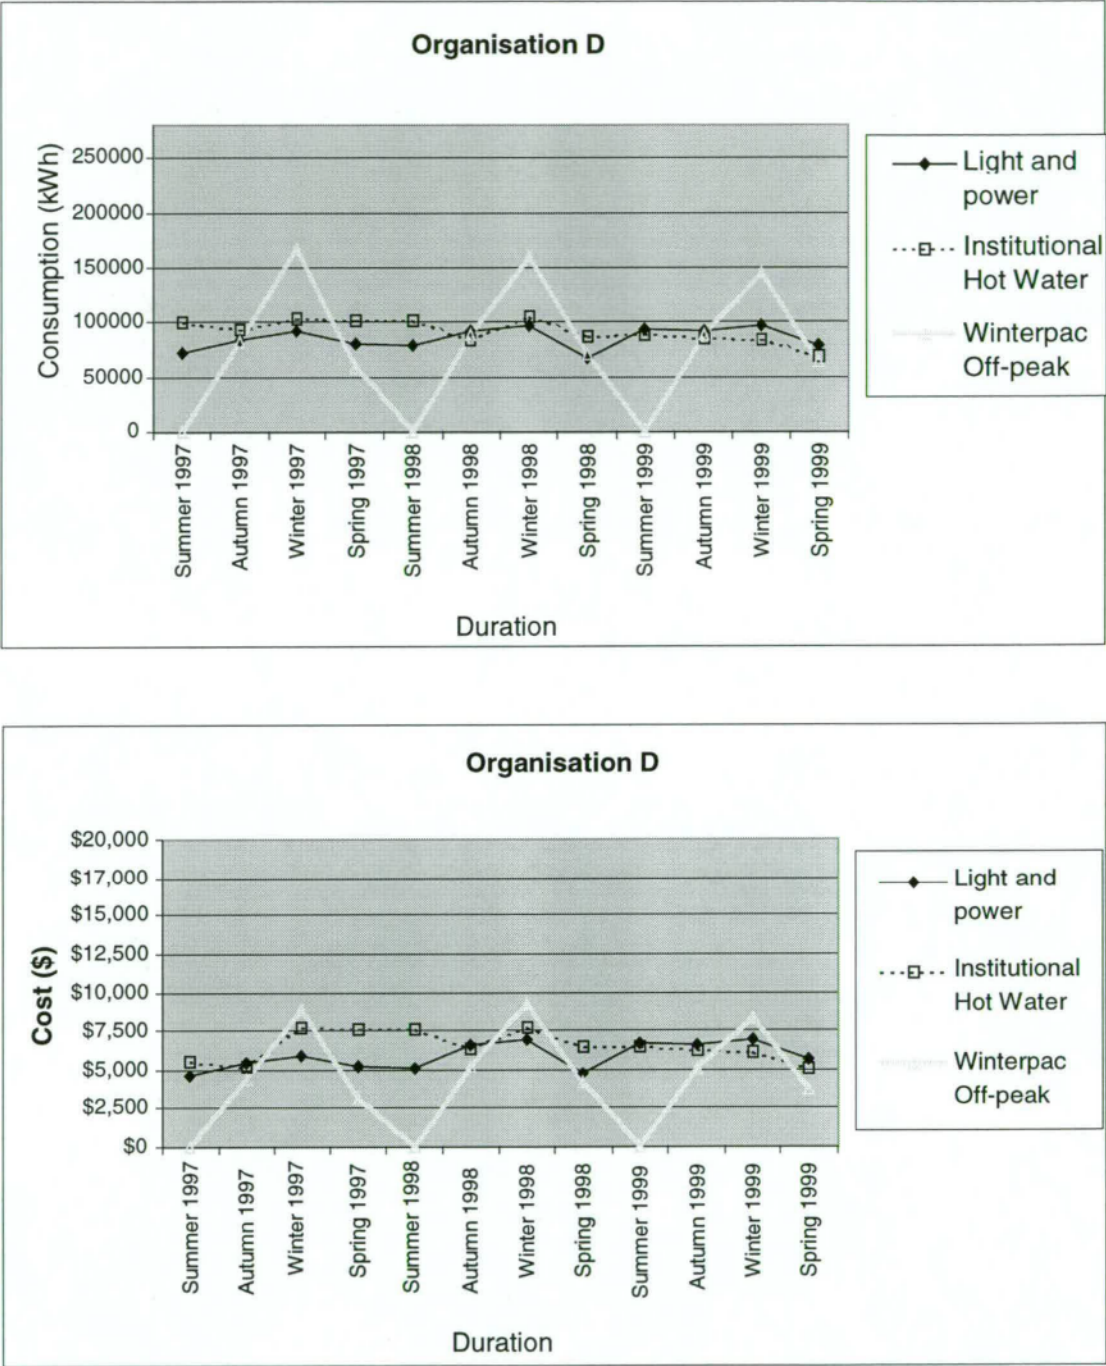 Organisation D
Consumption (kWh)
250000
200000
150000
100000
50000
0
Summer 1997
Autumn 1997
Winter 1997
Spring 1997
Summer 1998
Autumn 1998
Winter 1998
Spring 1998
Summer 1999
Autumn 1999
Winter 1999
Spring 1999
Duration
Light and
power
Institutional
Hot Water
Winterpac
Off-peak
Organisation D
Cost ($)
$20,000
$17,000
$15,000
$12,500
$10,000
$7,500
$5,000
$2,500
$0
Summer 1997
Autumn 1997
Winter 1997
Spring 1997
Summer 1998
Autumn 1998
Winter 1998
Spring 1998
Summer 1999
Autumn 1999
Winter 1999
Spring 1999
Duration
Light and
power
Institutional
Hot Water
Winterpac
Off-peak